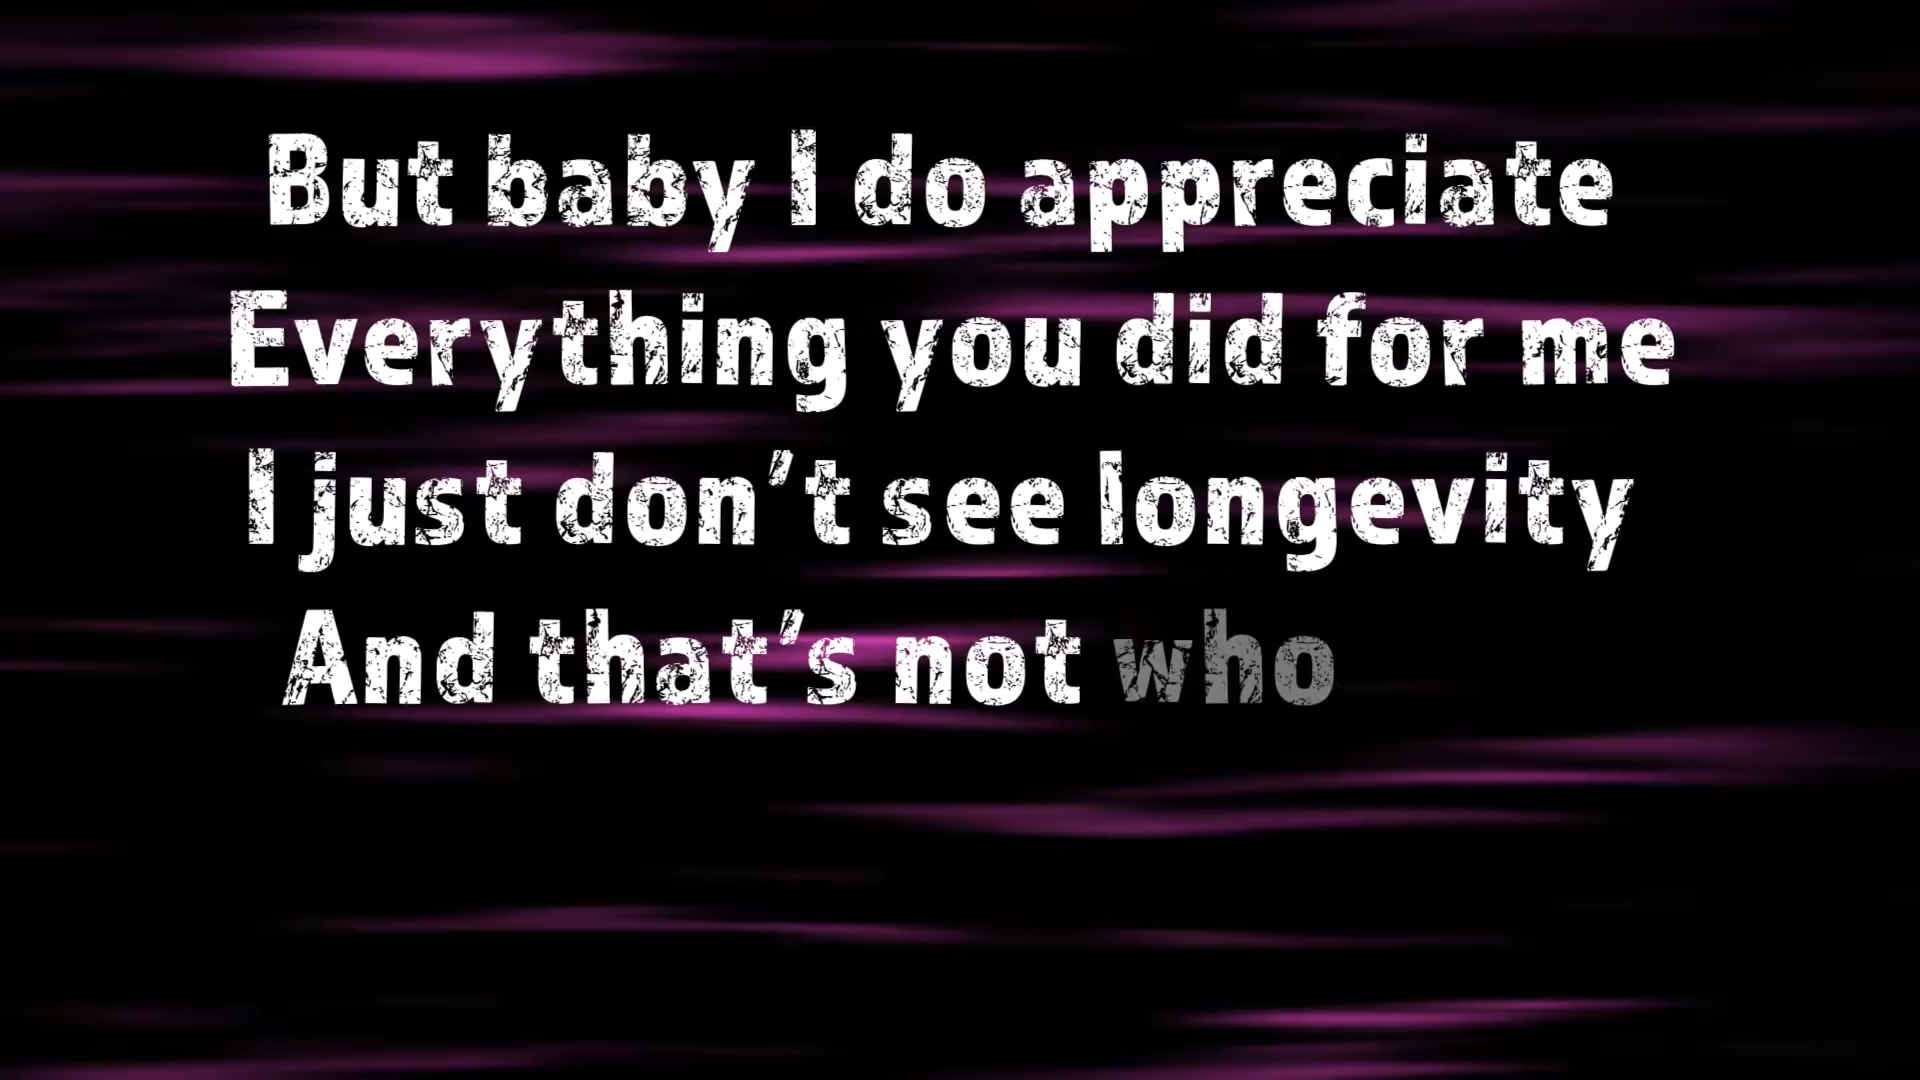 But baby I do appreciate
Everything you did for me
I just don't see longevity
And that's not who